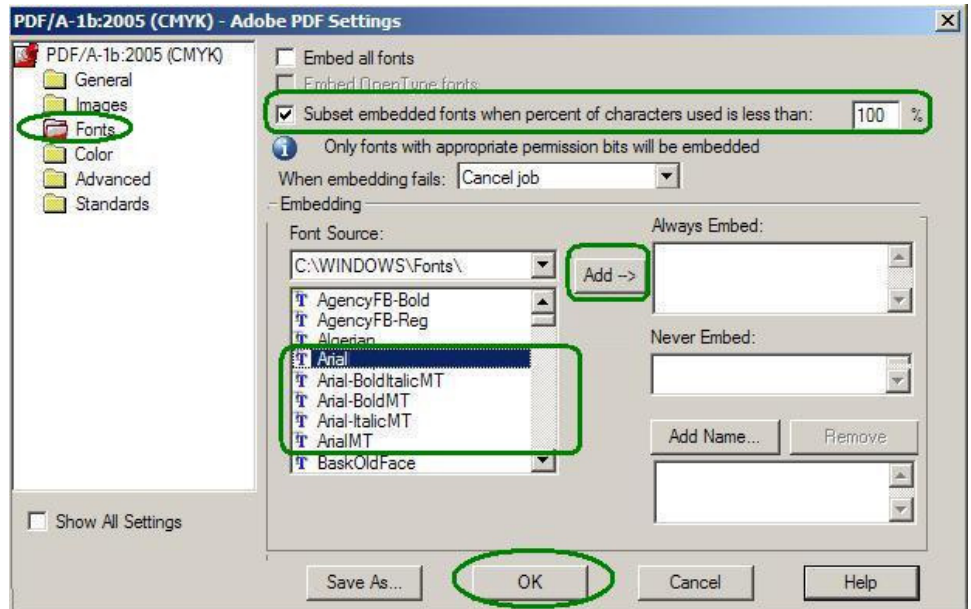 PDF/A-1b:2005 (CMYK) - Adobe PDF Settings
PDF/A-1b:2005 (CMYK)
General
Images
Fonts
Color
Advanced
Standards
Show All Settings
Embed all fonts
Embed OpenType fonts
Subset embedded fonts when percent of characters used is less than: 100 %
Only fonts with appropriate permission bits will be embedded
When embedding fails: Cancel job
Embedding
Font Source:
C:\WINDOWS\Fonts\
AgencyFB-Bold
AgencyFB-Reg
Algerian
Arial
Arial-BoldItalicMT
Arial-BoldMT
Arial-ItalicMT
ArialMT
BaskOldFace
Add -->
Always Embed:
Never Embed:
Add Name...
Remove
Save As...
OK
Cancel
Help